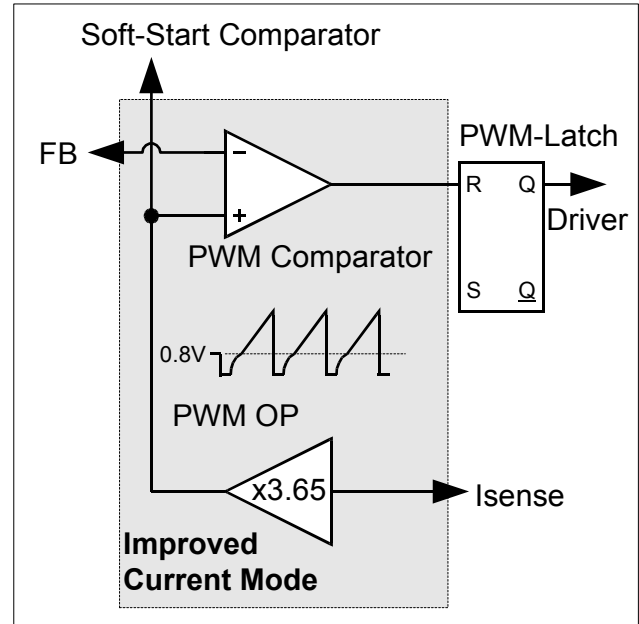 Soft-Start Comparator
FB
PWM-Latch
R Q
Driver
PWM Comparator
S Q
0.8V
PWM OP
x3.65
Isense
Improved
Current Mode